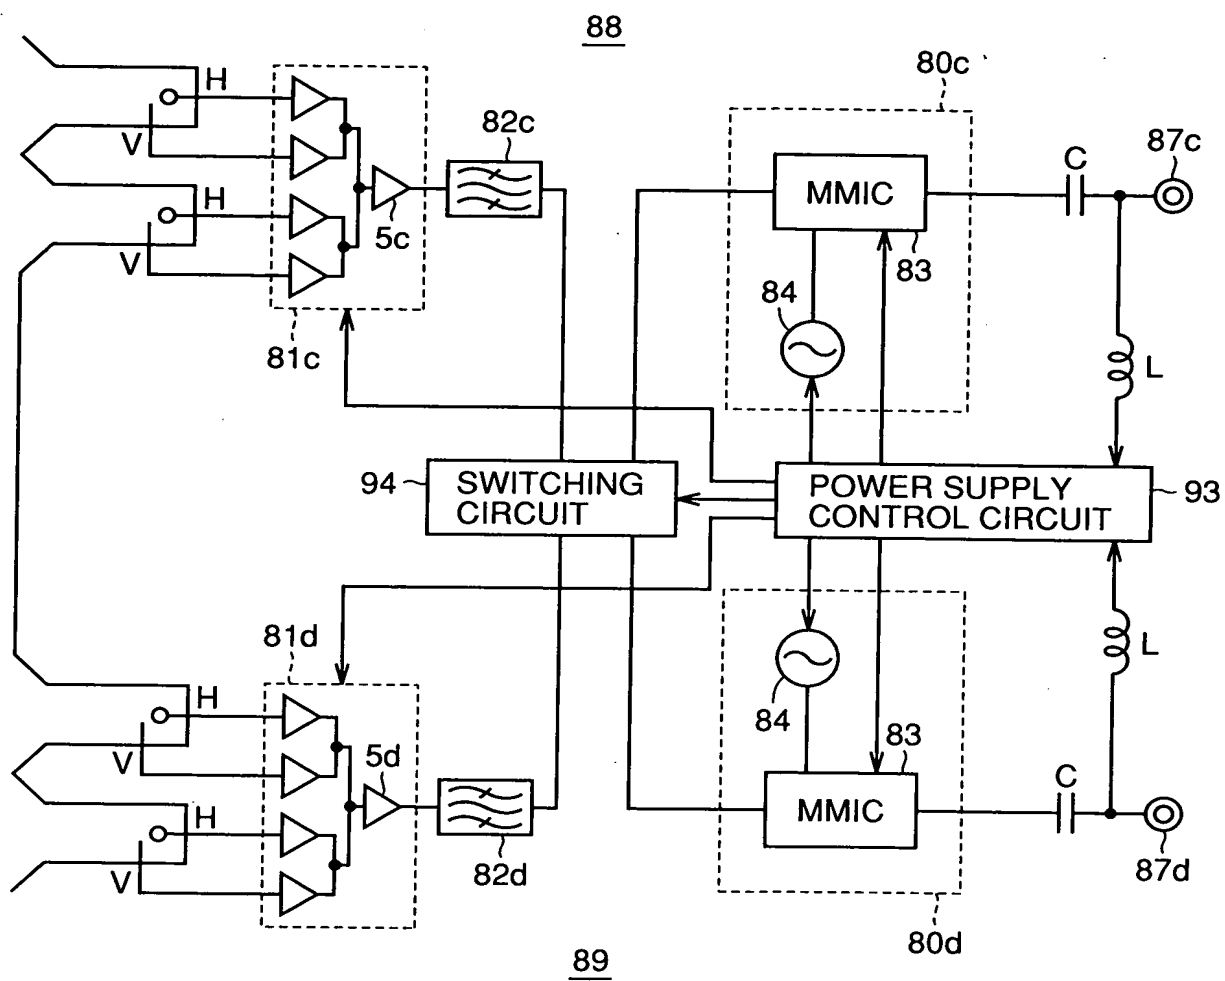 88
H
V
H
V
81c
5c
82c
80c
MMIC
83
84
C
87c
L
94
SWITCHING
CIRCUIT
POWER SUPPLY
CONTROL CIRCUIT
93
81d
H
V
H
V
5d
82d
84
83
MMIC
80d
L
C
87d
89